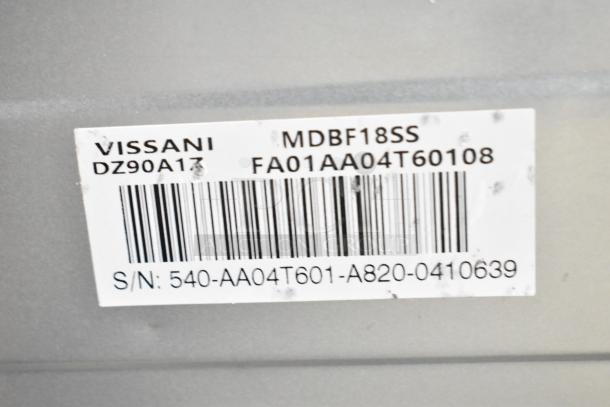 VISSANI MDBF18SS
DZ90A17 FA01AA04T60108
S/N: 540-AA04T601-A820-0410639